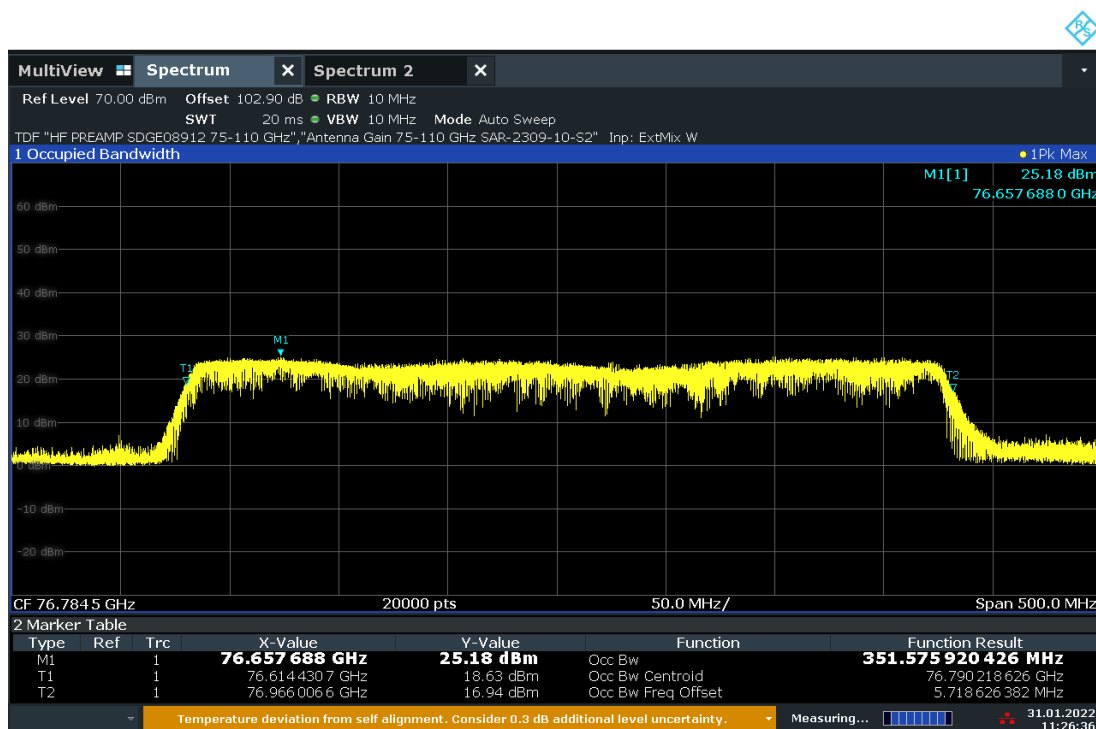 R&S
MultiView Spectrum X Spectrum 2 X
Ref Level 70.00 dBm Offset 102.90 dB RBW 10 MHz
SWT 20 ms VBW 10 MHz Mode Auto Sweep
TDF "HF PREAMP SDGE08912 75-110 GHz","Antenna Gain 75-110 GHz SAR-2309-10-S2" Inp: ExtMix W
1 Occupied Bandwidth 1Pk Max
M1[1] 25.18 dBm
76.657 688 0 GHz
60 dBm
50 dBm
40 dBm
30 dBm
M1
T1
20 dBm
T2
10 dBm
0 dBm
-10 dBm
-20 dBm
CF 76.7845 GHz 20000 pts 50.0 MHz/ Span 500.0 MHz
2 Marker Table
Type Ref Trc X-Value Y-Value Function Function Result
M1 1 76.657 688 GHz 25.18 dBm Occ Bw 351.575 920 426 MHz
T1 1 76.614 430 7 GHz 18.63 dBm Occ Bw Centroid 76.790 218 626 GHz
T2 1 76.966 006 6 GHz 16.94 dBm Occ Bw Freq Offset 5.718 626 382 MHz
Temperature deviation from self alignment. Consider 0.3 dB additional level uncertainty. Measuring... 31.01.2022
11:26:36